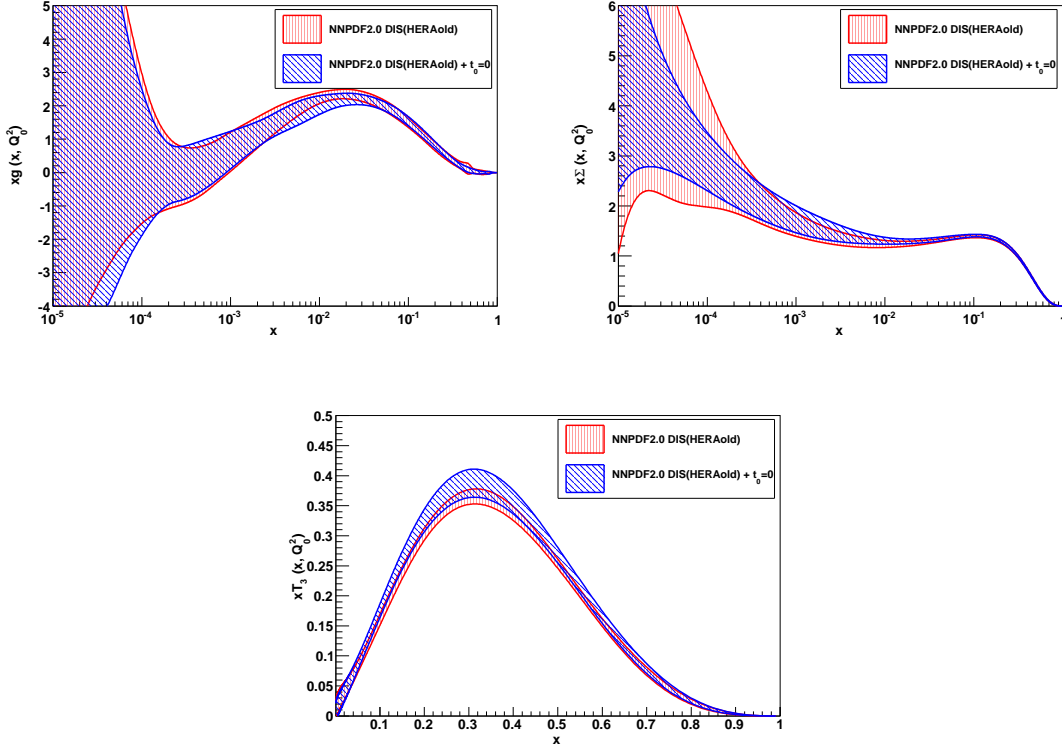 xg (x, Q₀²)
5
4
3
2
1
0
-1
-2
-3
-4
NNPDF2.0 DIS(HERAold)
NNPDF2.0 DIS(HERAold) + t₀=0
10⁻⁵ 10⁻⁴ 10⁻³ 10⁻² 10⁻¹ 1
x
xΣ (x, Q₀²)
6
5
4
3
2
1
0
NNPDF2.0 DIS(HERAold)
NNPDF2.0 DIS(HERAold) + t₀=0
10⁻⁵ 10⁻⁴ 10⁻³ 10⁻² 10⁻¹ 1
x
xT₃ (x, Q₀²)
0.5
0.45
0.4
0.35
0.3
0.25
0.2
0.15
0.1
0.05
0
NNPDF2.0 DIS(HERAold)
NNPDF2.0 DIS(HERAold) + t₀=0
0.1 0.2 0.3 0.4 0.5 0.6 0.7 0.8 0.9 1
x